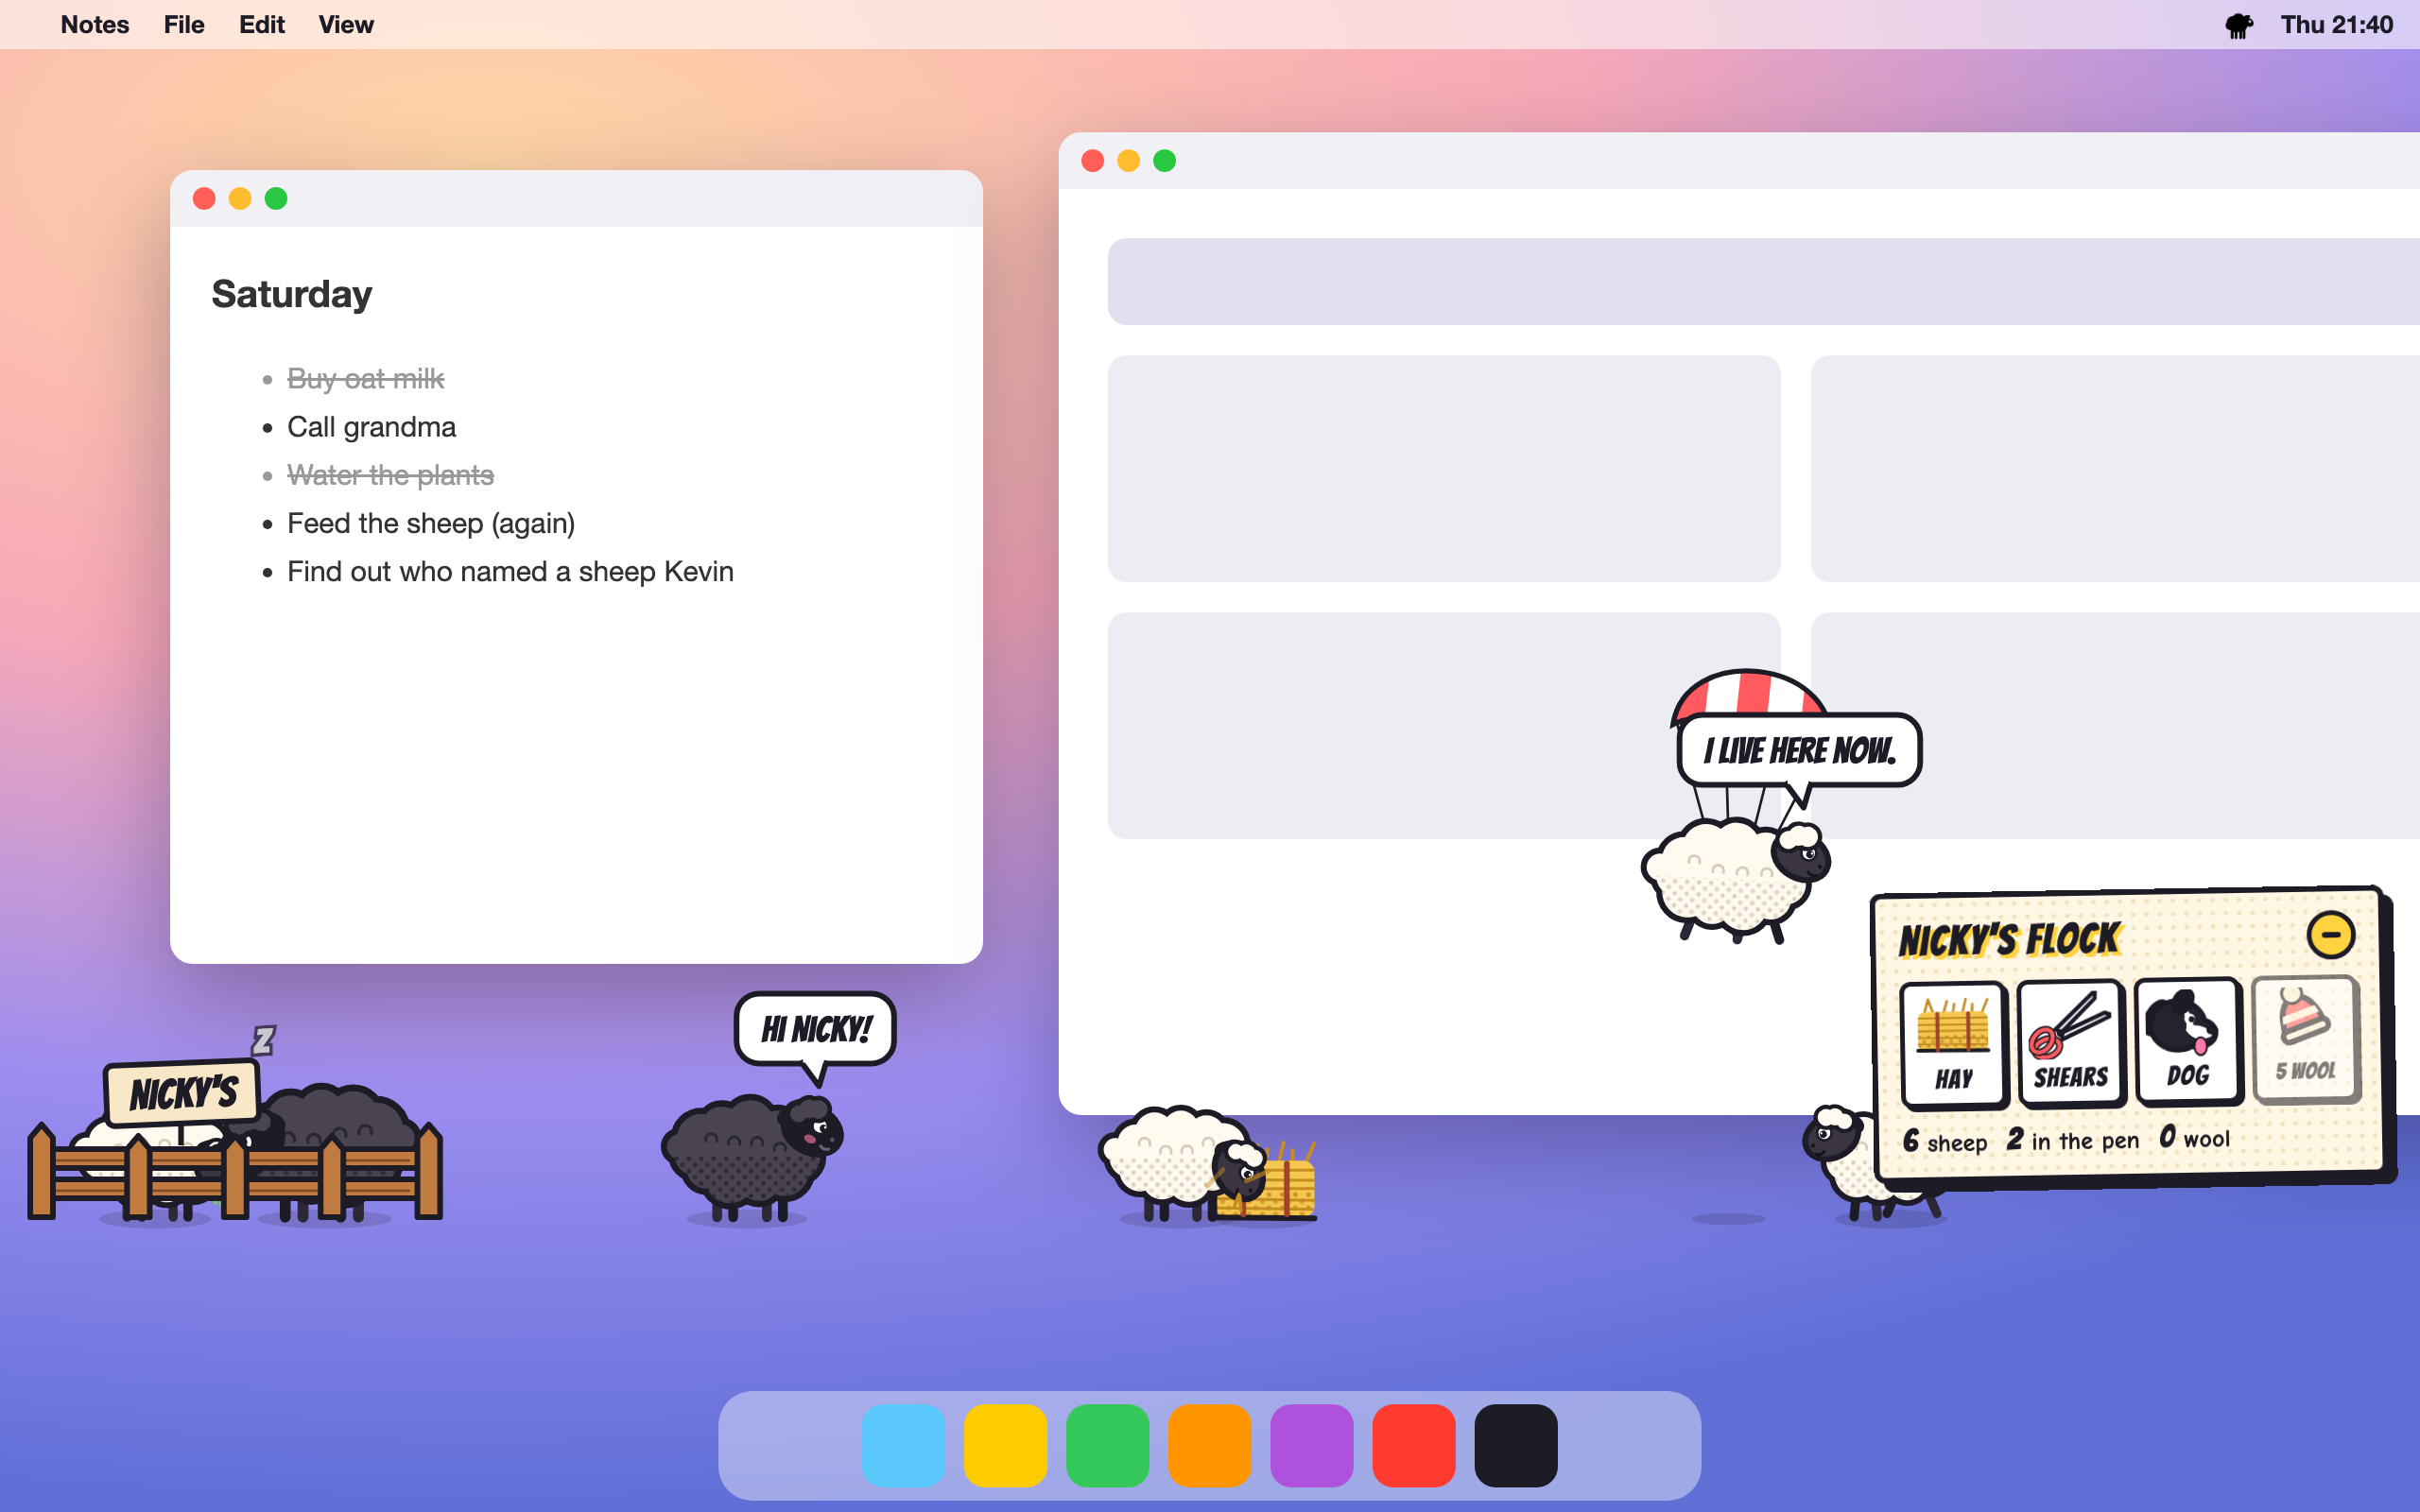 Notes File Edit View Thu 21:40
Saturday
Buy oat milk
Call grandma
Water the plants
Feed the sheep (again)
Find out who named a sheep Kevin
I LIVE HERE NOW.
NICKY'S FLOCK
HAY SHEARS DOG 5 WOOL
6 sheep 2 in the pen 0 wool
HI NICKY!
Z
NICKY'S